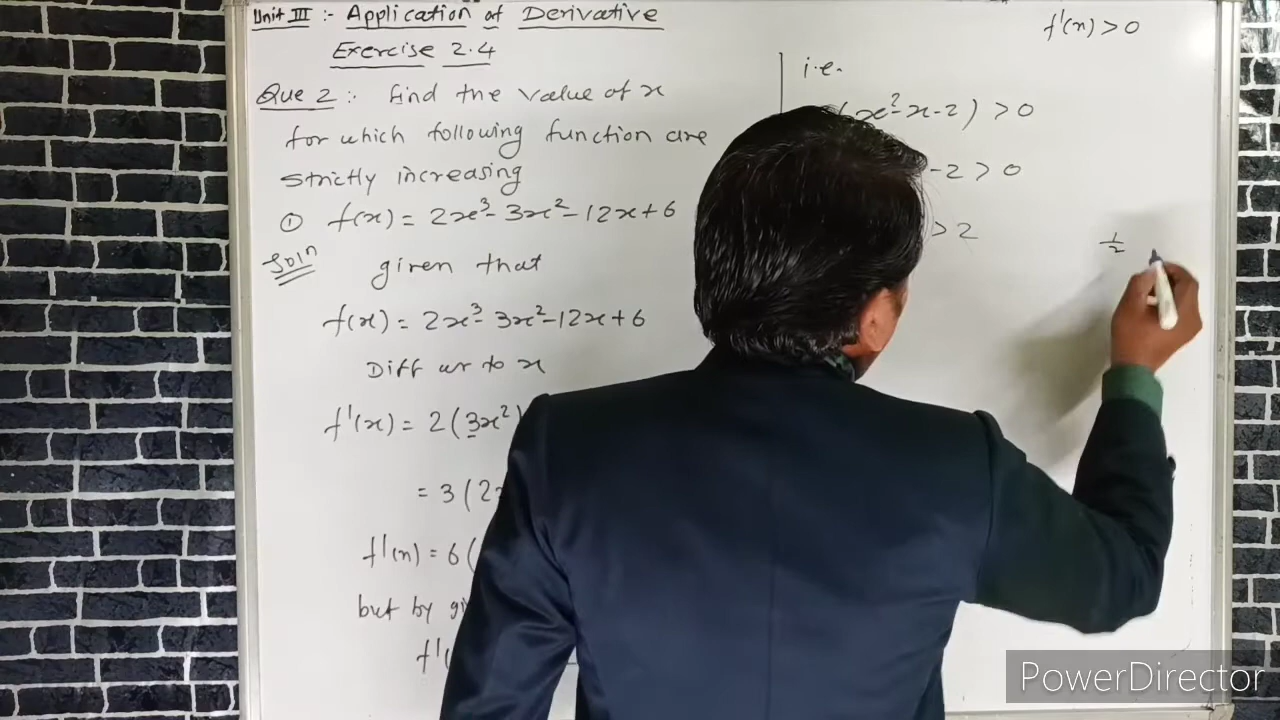 Unit III :- Application of Derivative
Exercise 2.4
Que 2 :- find the value of x
for which following function are
strictly increasing
① f(x) = 2x³- 3x²-12x+6
Soln given that
f(x) = 2x³- 3x²-12x+6
Diff wr to x
f'(x) = 2(3x²)
= 3(2x
f'(x) = 6(
but by gi
f'(
f'(x) > 0
i.e.
(x²-x-2) > 0
-2 > 0
> 2
1/2
PowerDirector